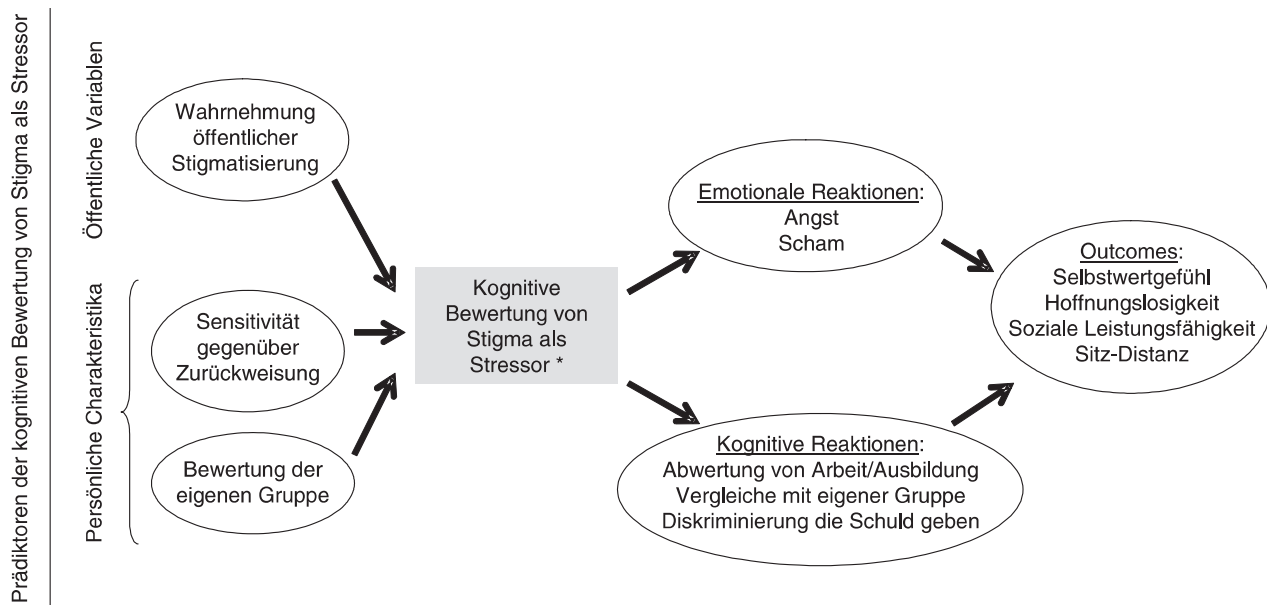 Prädiktoren der kognitiven Bewertung von Stigma als Stressor
Öffentliche Variablen
Persönliche Charakteristika
Wahrnehmung
öffentlicher
Stigmatisierung
Sensitivität
gegenüber
Zurückweisung
Bewertung der
eigenen Gruppe
Kognitive
Bewertung von
Stigma als
Stressor *
Emotionale Reaktionen:
Angst
Scham
Kognitive Reaktionen:
Abwertung von Arbeit/Ausbildung
Vergleiche mit eigener Gruppe
Diskriminierung die Schuld geben
Outcomes:
Selbstwertgefühl
Hoffnungslosigkeit
Soziale Leistungsfähigkeit
Sitz-Distanz